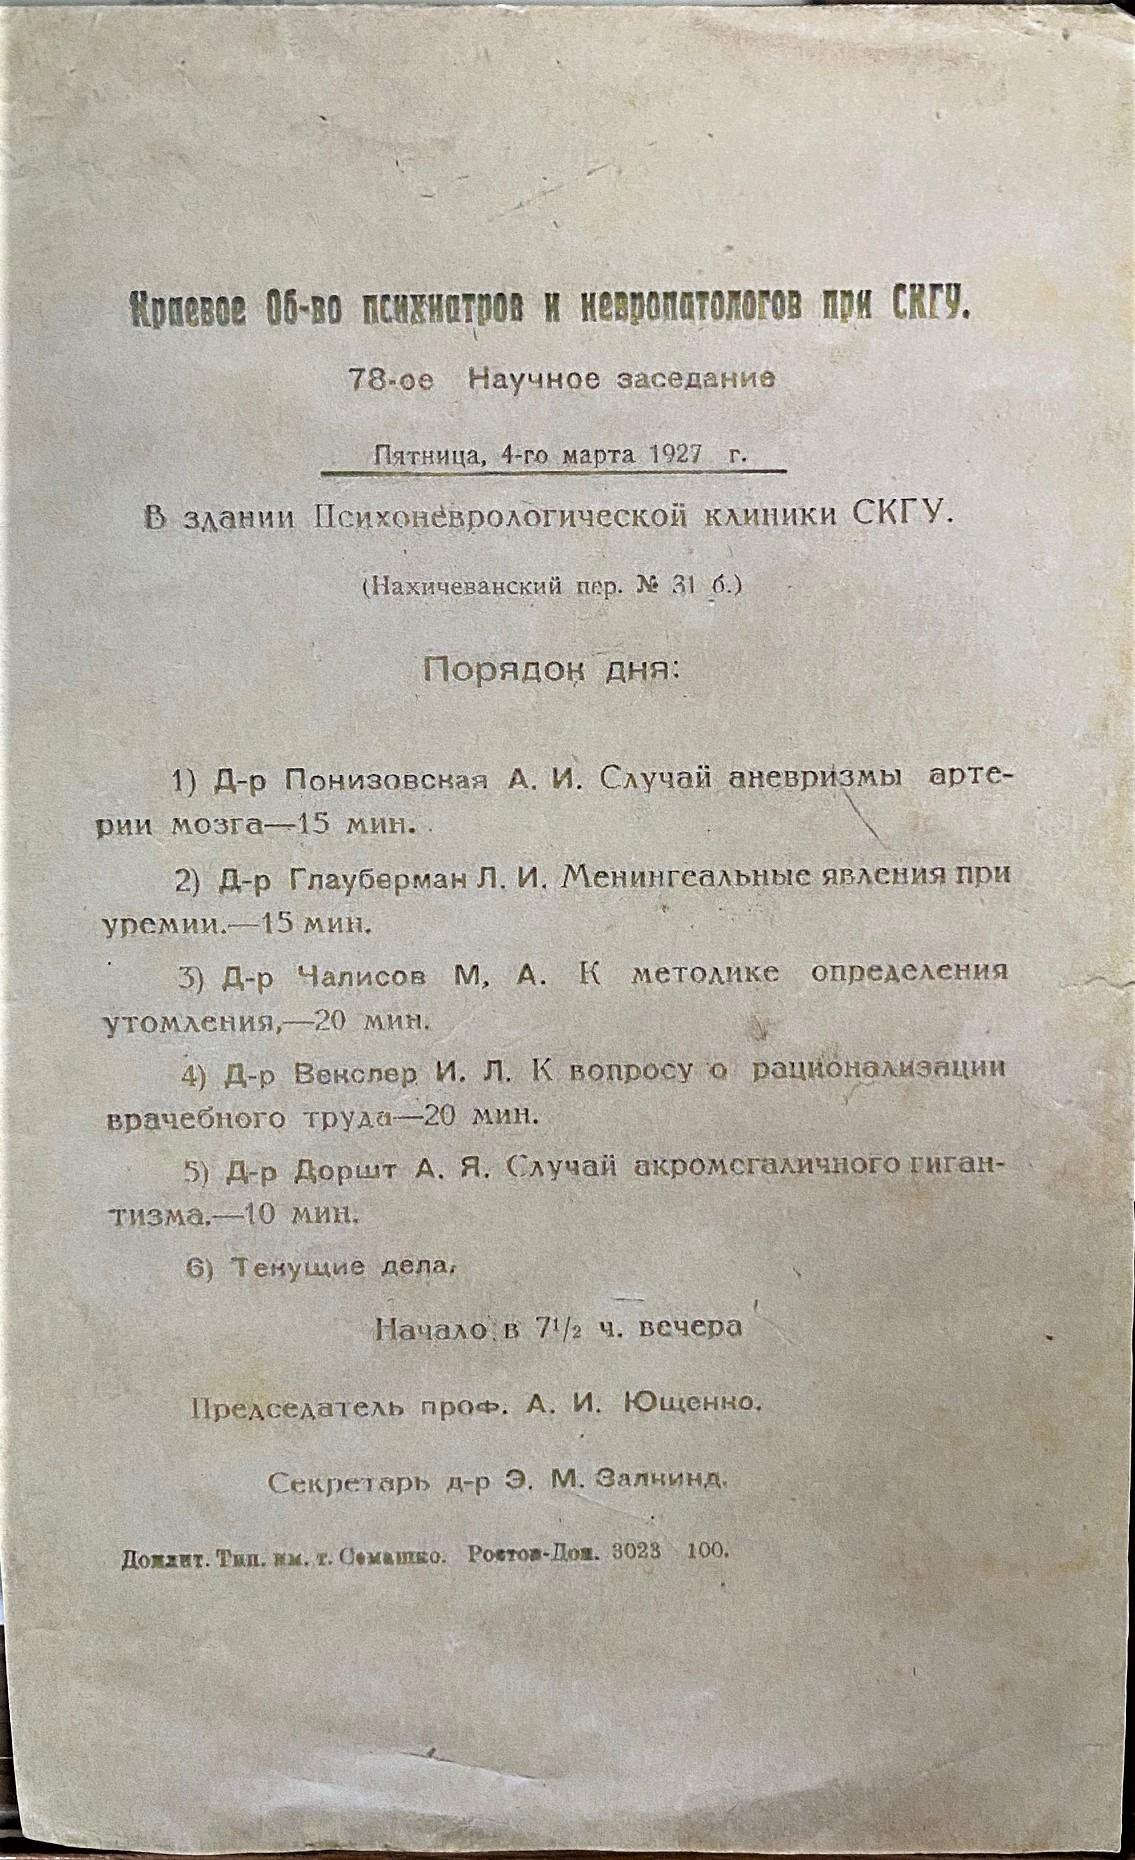 Краевое Об-во психиатров и невропатологов при СКГУ.
78-ое Научное заседание
Пятница, 4-го марта 1927 г.
В здании Психоневрологической клиники СКГУ.
(Нахичеванский пер. № 31 б.)
Порядок дня:
1) Д-р Понизовская А. И. Случай аневризмы арте-
рии мозга—15 мин.
2) Д-р Глауберман Л. И. Менингеальные явления при
уремии.—15 мин.
3) Д-р Чалисов М, А. К методике определения
утомления,—20 мин.
4) Д-р Векслер И. Л. К вопросу о рационализации
врачебного труда—20 мин.
5) Д-р Доршт А. Я. Случай акромегаличного гиган-
тизма.—10 мин.
6) Текущие дела.
Начало в 7½ ч. вечера
Председатель проф. А. И. Ющенко.
Секретарь д-р Э. М. Залкинд.
Донлит. Тип. им. т. Семашко. Ростов-Дон. 3023 100.